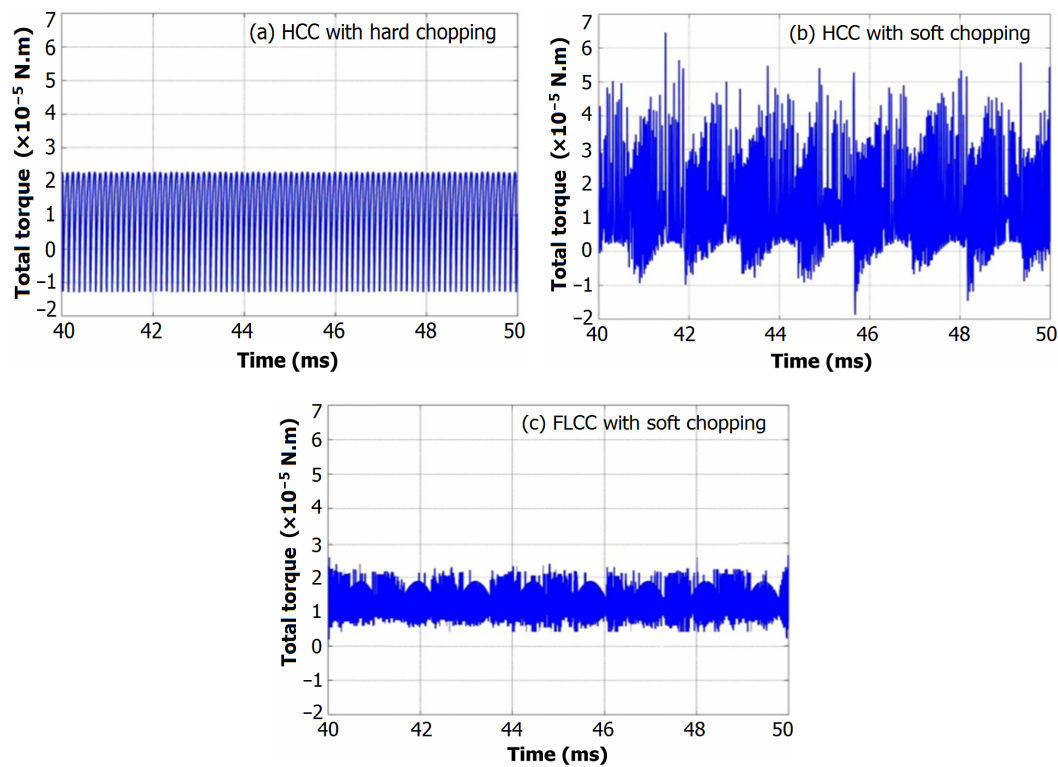 (a) HCC with hard chopping
Total torque (×10⁻⁵ N.m)
7
6
5
4
3
2
1
0
−1
−2
40 42 44 46 48 50
Time (ms)
(b) HCC with soft chopping
Total torque (×10⁻⁵ N.m)
7
6
5
4
3
2
1
0
−1
−2
40 42 44 46 48 50
Time (ms)
(c) FLCC with soft chopping
Total torque (×10⁻⁵ N.m)
7
6
5
4
3
2
1
0
−1
−2
40 42 44 46 48 50
Time (ms)